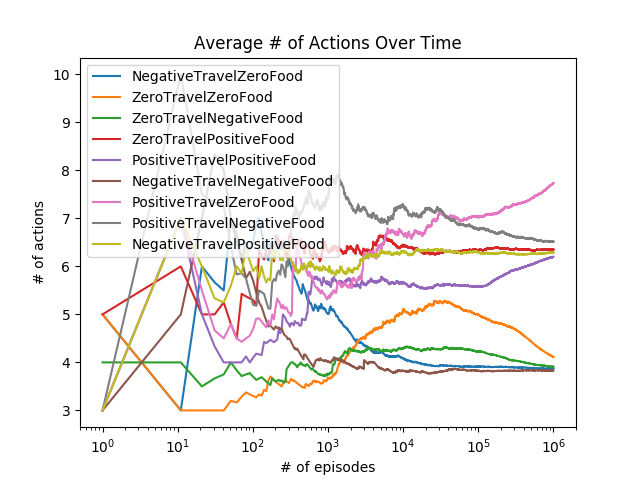 Average # of Actions Over Time
# of actions
10
9
8
7
6
5
4
3
NegativeTravelZeroFood
ZeroTravelZeroFood
ZeroTravelNegativeFood
ZeroTravelPositiveFood
PositiveTravelPositiveFood
NegativeTravelNegativeFood
PositiveTravelZeroFood
PositiveTravelNegativeFood
NegativeTravelPositiveFood
10⁰ 10¹ 10² 10³ 10⁴ 10⁵ 10⁶
# of episodes